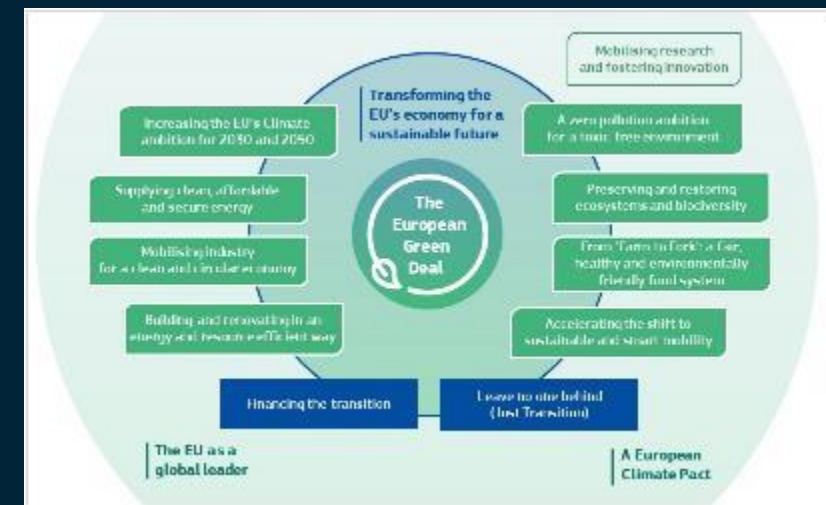 Mobilising research
and fostering innovation
Transforming the
EU's economy for a
sustainable future
Increasing the EU's Climate
ambition for 2030 and 2050
A zero pollution ambition
for a toxic-free environment
Supplying clean, affordable
and secure energy
The
European
Green
Deal
Preserving and restoring
ecosystems and biodiversity
Mobilising industry
for a clean and circular economy
From 'Farm to Fork': a fair,
healthy and environmentally
friendly food system
Building and renovating in an
energy and resource efficient way
Accelerating the shift to
sustainable and smart mobility
Financing the transition
Leave no one behind
(Just Transition)
The EU as a
global leader
A European
Climate Pact